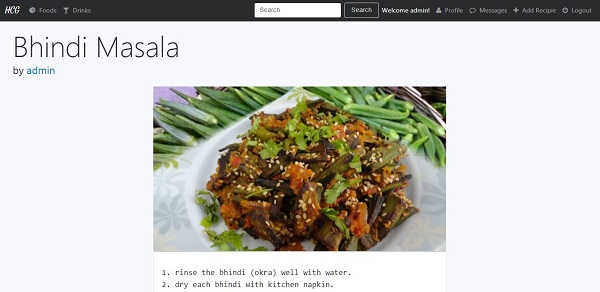 HCG Foods Drinks Search Search Welcome admin! Profile Messages Add Recipie Logout
Bhindi Masala
by admin
1. rinse the bhindi (okra) well with water.
2. dry each bhindi with kitchen napkin.